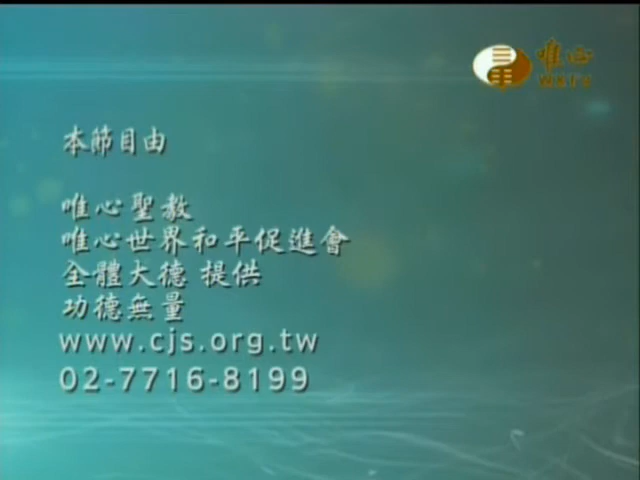 唯心
WXTV
本節目由
唯心聖教
唯心世界和平促進會
全體大德 提供
功德無量
www.cjs.org.tw
02-7716-8199